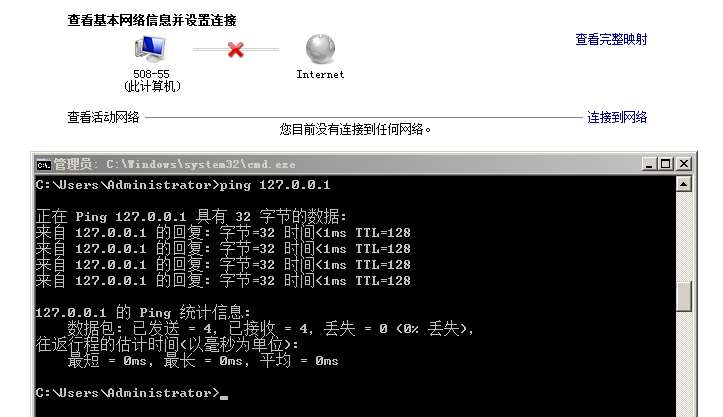 查看基本网络信息并设置连接
查看完整映射
508-55
(此计算机)
Internet
查看活动网络
连接到网络
您目前没有连接到任何网络。
管理员: C:\Windows\system32\cmd.exe
C:\Users\Administrator>ping 127.0.0.1
正在 Ping 127.0.0.1 具有 32 字节的数据:
来自 127.0.0.1 的回复: 字节=32 时间<1ms TTL=128
来自 127.0.0.1 的回复: 字节=32 时间<1ms TTL=128
来自 127.0.0.1 的回复: 字节=32 时间<1ms TTL=128
来自 127.0.0.1 的回复: 字节=32 时间<1ms TTL=128
127.0.0.1 的 Ping 统计信息:
数据包: 已发送 = 4, 已接收 = 4, 丢失 = 0 (0% 丢失),
往返行程的估计时间(以毫秒为单位):
最短 = 0ms, 最长 = 0ms, 平均 = 0ms
C:\Users\Administrator>